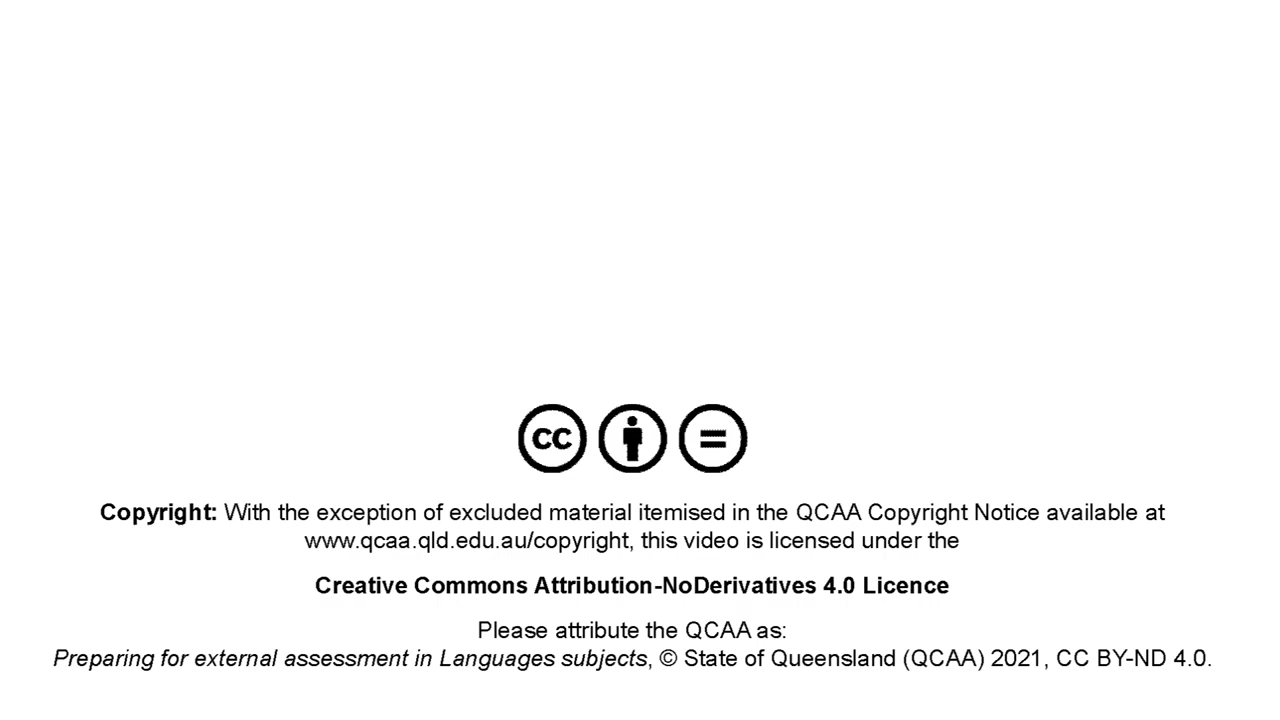 cc
Copyright: With the exception of excluded material itemised in the QCAA Copyright Notice available at
www.qcaa.qld.edu.au/copyright, this video is licensed under the
Creative Commons Attribution-NoDerivatives 4.0 Licence
Please attribute the QCAA as:
Preparing for external assessment in Languages subjects, © State of Queensland (QCAA) 2021, CC BY-ND 4.0.